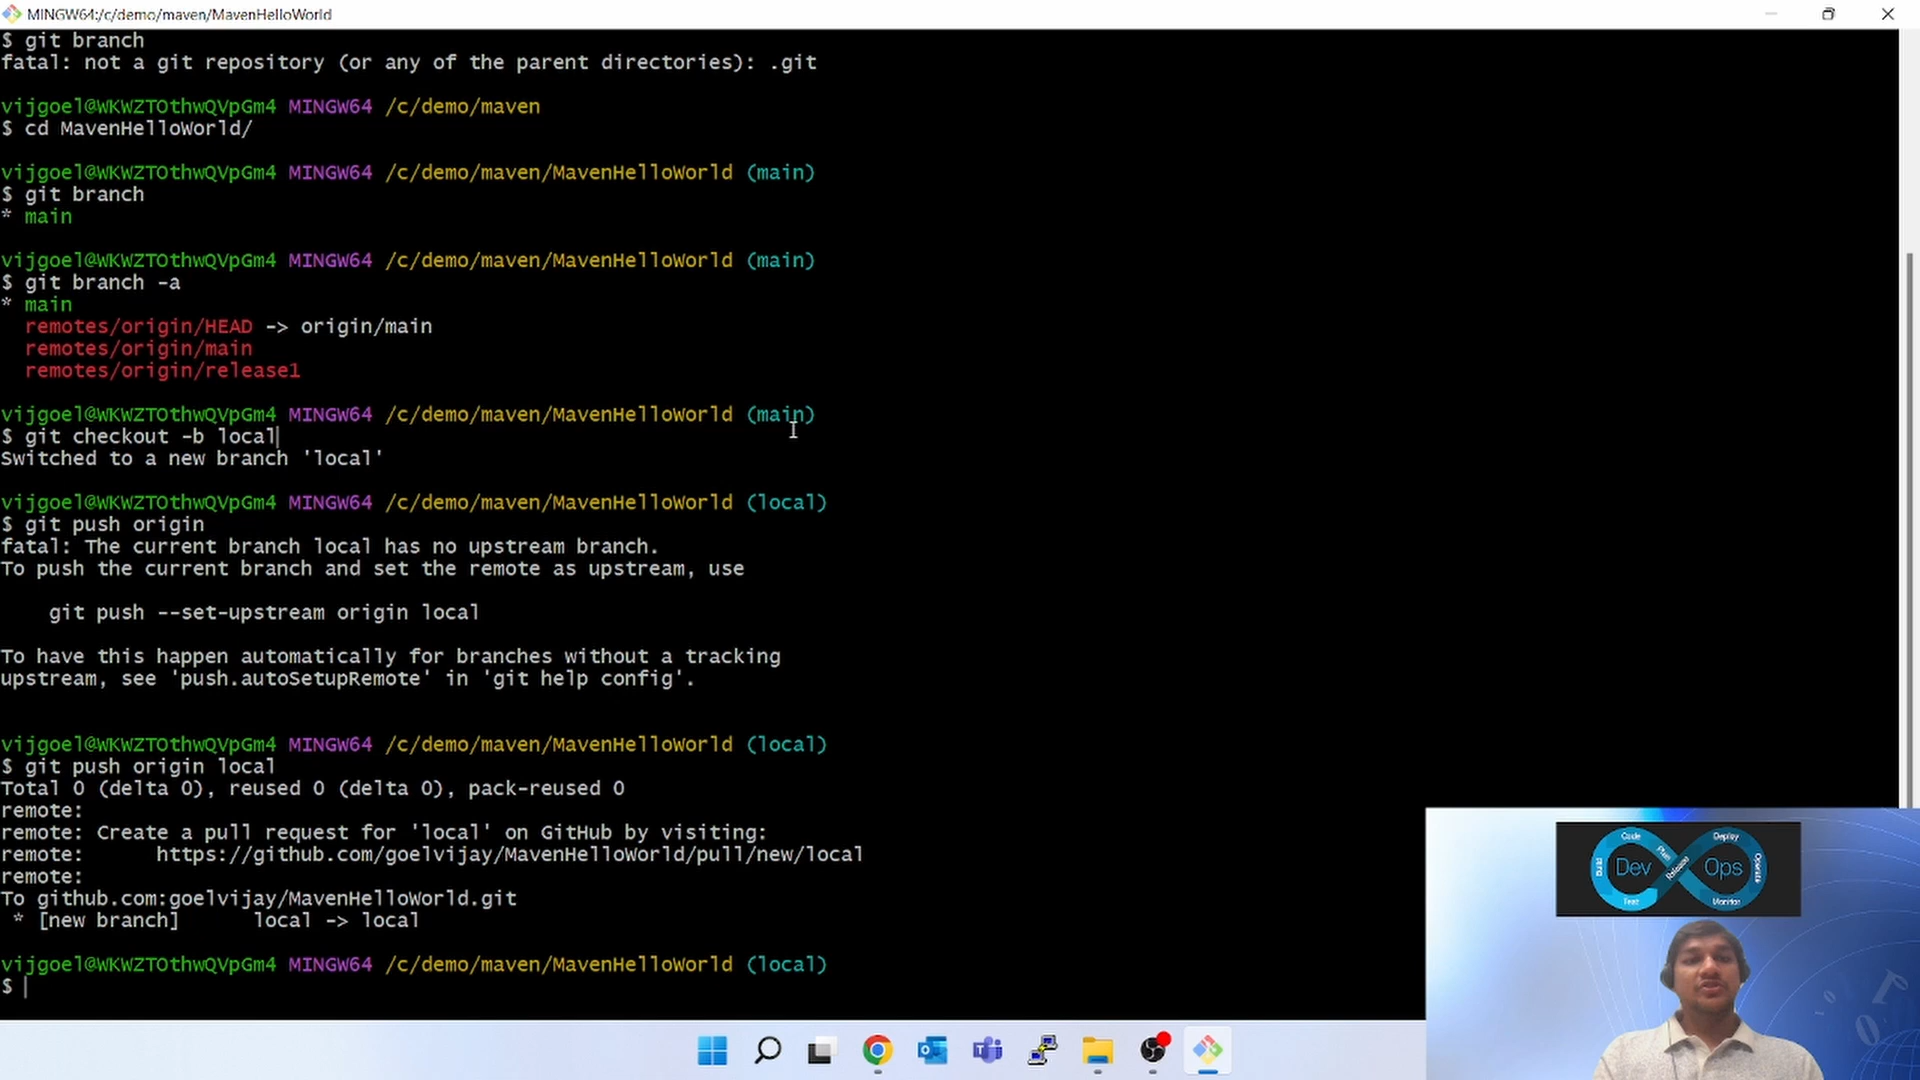 MINGW64:/c/demo/maven/MavenHelloWorld
$ git branch
fatal: not a git repository (or any of the parent directories): .git
vijgoel@WKWZTOthwQVpGm4 MINGW64 /c/demo/maven
$ cd MavenHelloWorld/
vijgoel@WKWZTOthwQVpGm4 MINGW64 /c/demo/maven/MavenHelloWorld (main)
$ git branch
* main
vijgoel@WKWZTOthwQVpGm4 MINGW64 /c/demo/maven/MavenHelloWorld (main)
$ git branch -a
* main
remotes/origin/HEAD -> origin/main
remotes/origin/main
remotes/origin/release1
vijgoel@WKWZTOthwQVpGm4 MINGW64 /c/demo/maven/MavenHelloWorld (main)
$ git checkout -b local
Switched to a new branch 'local'
vijgoel@WKWZTOthwQVpGm4 MINGW64 /c/demo/maven/MavenHelloWorld (local)
$ git push origin
fatal: The current branch local has no upstream branch.
To push the current branch and set the remote as upstream, use
git push --set-upstream origin local
To have this happen automatically for branches without a tracking
upstream, see 'push.autoSetupRemote' in 'git help config'.
vijgoel@WKWZTOthwQVpGm4 MINGW64 /c/demo/maven/MavenHelloWorld (local)
$ git push origin local
Total 0 (delta 0), reused 0 (delta 0), pack-reused 0
remote:
remote: Create a pull request for 'local' on GitHub by visiting:
remote: https://github.com/goelvijay/MavenHelloWorld/pull/new/local
remote:
To github.com:goelvijay/MavenHelloWorld.git
* [new branch] local -> local
vijgoel@WKWZTOthwQVpGm4 MINGW64 /c/demo/maven/MavenHelloWorld (local)
$
Code
Deploy
Plan
Build
Dev
Release
Ops
Operate
Test
Monitor